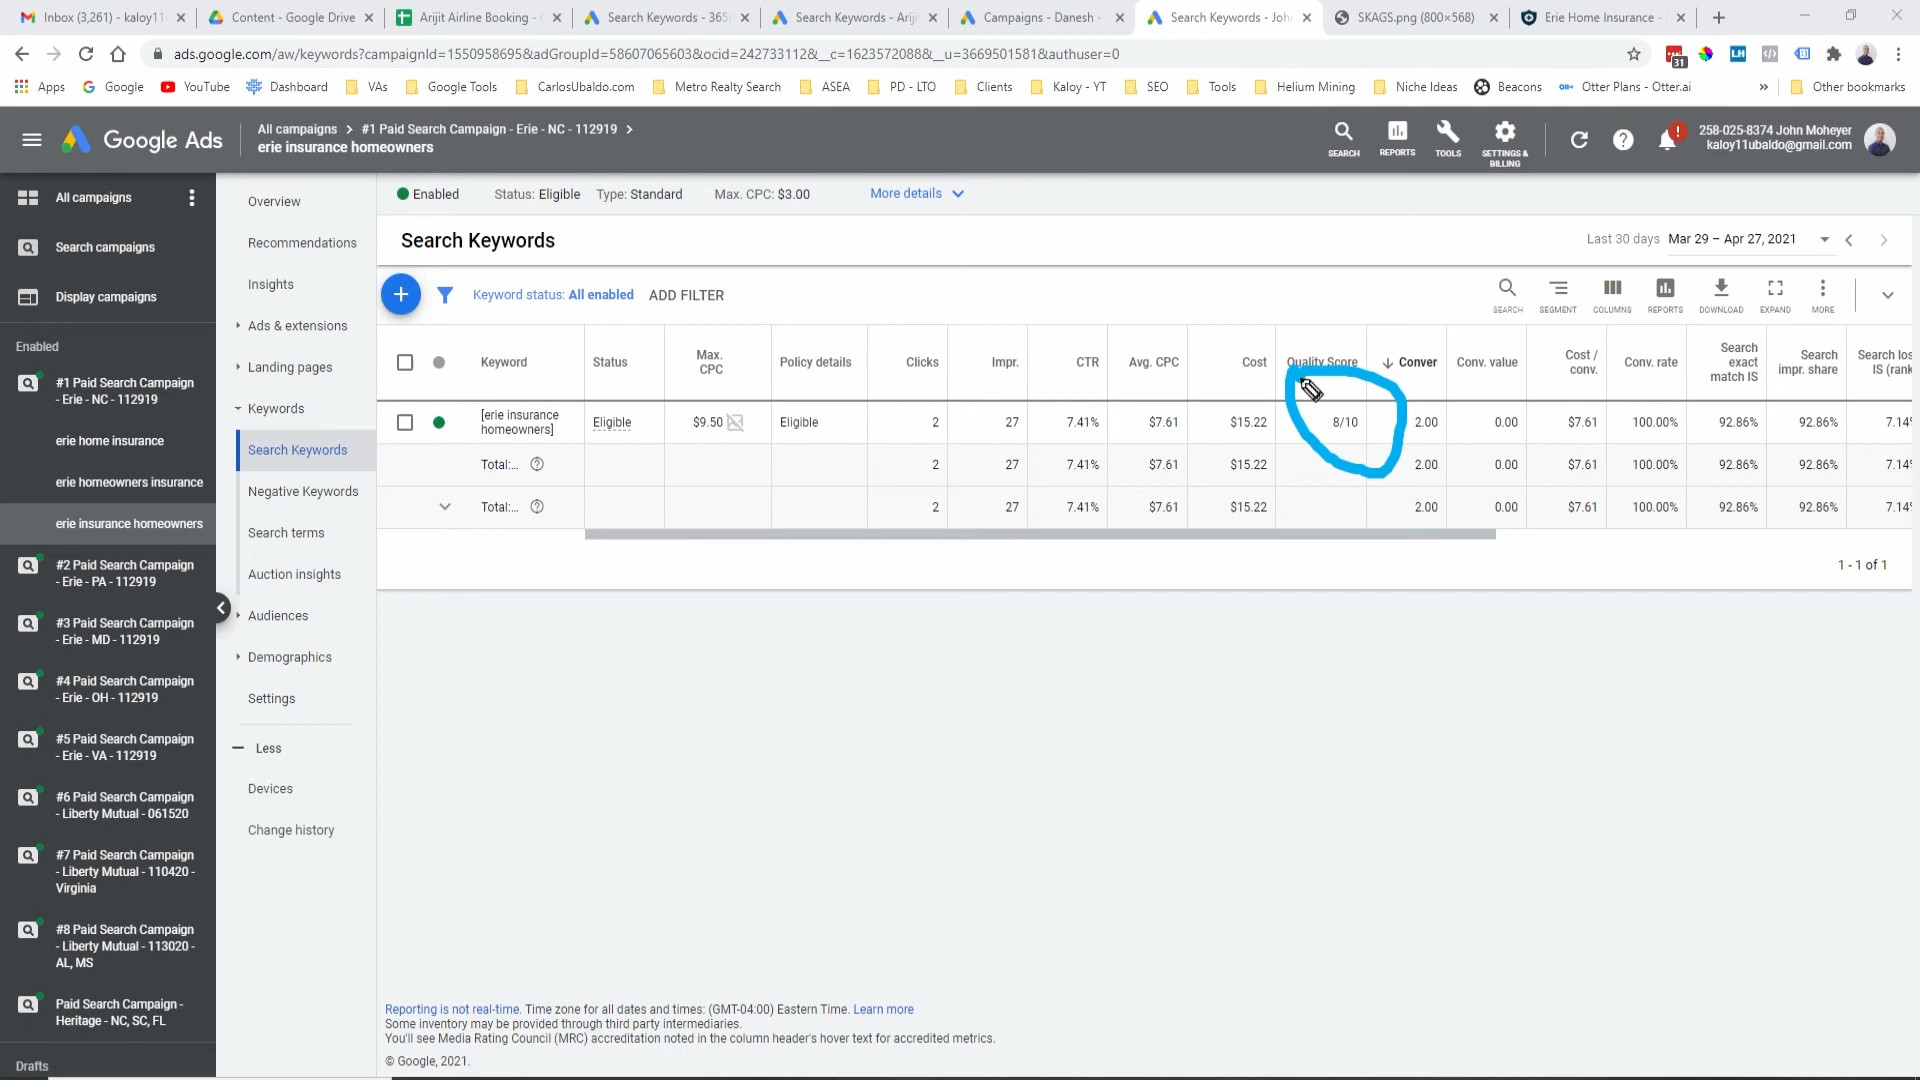 Inbox (3,261) - kaloy11
Content - Google Drive
Arijit Airline Booking -
Search Keywords - 365
Search Keywords - Arij
Campaigns - Danesh -
Search Keywords - John
SKAGS.png (800×568)
Erie Home Insurance -
ads.google.com/aw/keywords?campaignId=1550958695&adGroupId=58607065603&ocid=242733112&__c=1623572088&__u=3669501581&authuser=0
31
LH
Apps
Google
YouTube
Dashboard
VAs
Google Tools
CarlosUbaldo.com
Metro Realty Search
ASEA
PD - LTO
Clients
Kaloy - YT
SEO
Tools
Helium Mining
Niche Ideas
Beacons
Otter Plans - Otter.ai
»
Other bookmarks
Google Ads
All campaigns > #1 Paid Search Campaign - Erie - NC - 112919 >
erie insurance homeowners
SEARCH
REPORTS
TOOLS
SETTINGS &
BILLING
258-025-8374 John Moheyer
kaloy11ubaldo@gmail.com
All campaigns
Search campaigns
Display campaigns
Enabled
#1 Paid Search Campaign
- Erie - NC - 112919
erie home insurance
erie homeowners insurance
erie insurance homeowners
#2 Paid Search Campaign
- Erie - PA - 112919
#3 Paid Search Campaign
- Erie - MD - 112919
#4 Paid Search Campaign
- Erie - OH - 112919
#5 Paid Search Campaign
- Erie - VA - 112919
#6 Paid Search Campaign
- Liberty Mutual - 061520
#7 Paid Search Campaign
- Liberty Mutual - 110420 -
Virginia
#8 Paid Search Campaign
- Liberty Mutual - 113020 -
AL, MS
Paid Search Campaign -
Heritage - NC, SC, FL
Drafts
Overview
Recommendations
Insights
Ads & extensions
Landing pages
Keywords
Search Keywords
Negative Keywords
Search terms
Auction insights
Audiences
Demographics
Settings
Less
Devices
Change history
Enabled Status: Eligible Type: Standard Max. CPC: $3.00 More details
Search Keywords
Last 30 days Mar 29 – Apr 27, 2021
Keyword status: All enabled ADD FILTER
SEARCH
SEGMENT
COLUMNS
REPORTS
DOWNLOAD
EXPAND
MORE
Keyword
Status
Max.
CPC
Policy details
Clicks
Impr.
CTR
Avg. CPC
Cost
Quality Score
Conver
Conv. value
Cost /
conv.
Conv. rate
Search
exact
match IS
Search
impr. share
Search los
IS (rank
[erie insurance
homeowners]
Eligible $9.50 Eligible 2 27 7.41% $7.61 $15.22 8/10 2.00 0.00 $7.61 100.00% 92.86% 92.86% 7.14
Total:... 2 27 7.41% $7.61 $15.22 2.00 0.00 $7.61 100.00% 92.86% 92.86% 7.14
Total:... 2 27 7.41% $7.61 $15.22 2.00 0.00 $7.61 100.00% 92.86% 92.86% 7.14
1 - 1 of 1
Reporting is not real-time. Time zone for all dates and times: (GMT-04:00) Eastern Time. Learn more
Some inventory may be provided through third party intermediaries.
You'll see Media Rating Council (MRC) accreditation noted in the column header's hover text for accredited metrics.
© Google, 2021.